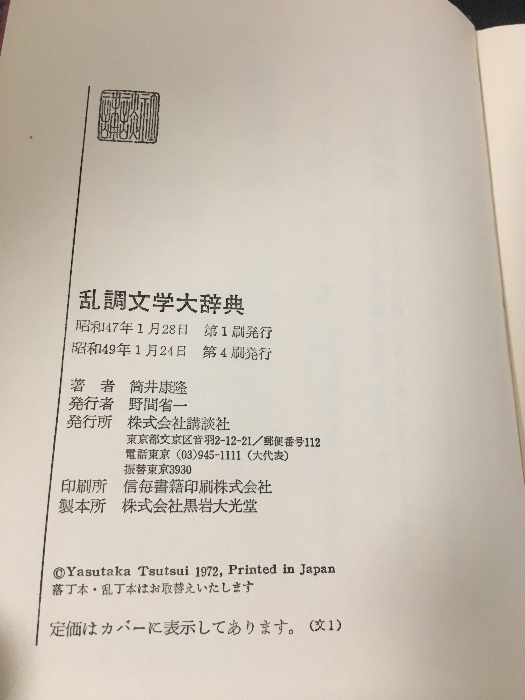 乱調文学大辞典
昭和47年1月28日 第1刷発行
昭和49年1月24日 第4刷発行
著者 筒井康隆
発行者 野間省一
発行所 株式会社講談社
東京都文京区音羽2-12-21/郵便番号112
電話東京 (03)945-1111 (大代表)
振替東京3930
印刷所 信毎書籍印刷株式会社
製本所 株式会社黒岩大光堂
©Yasutaka Tsutsui 1972, Printed in Japan
落丁本・乱丁本はお取替えいたします
定価はカバーに表示してあります。(文1)